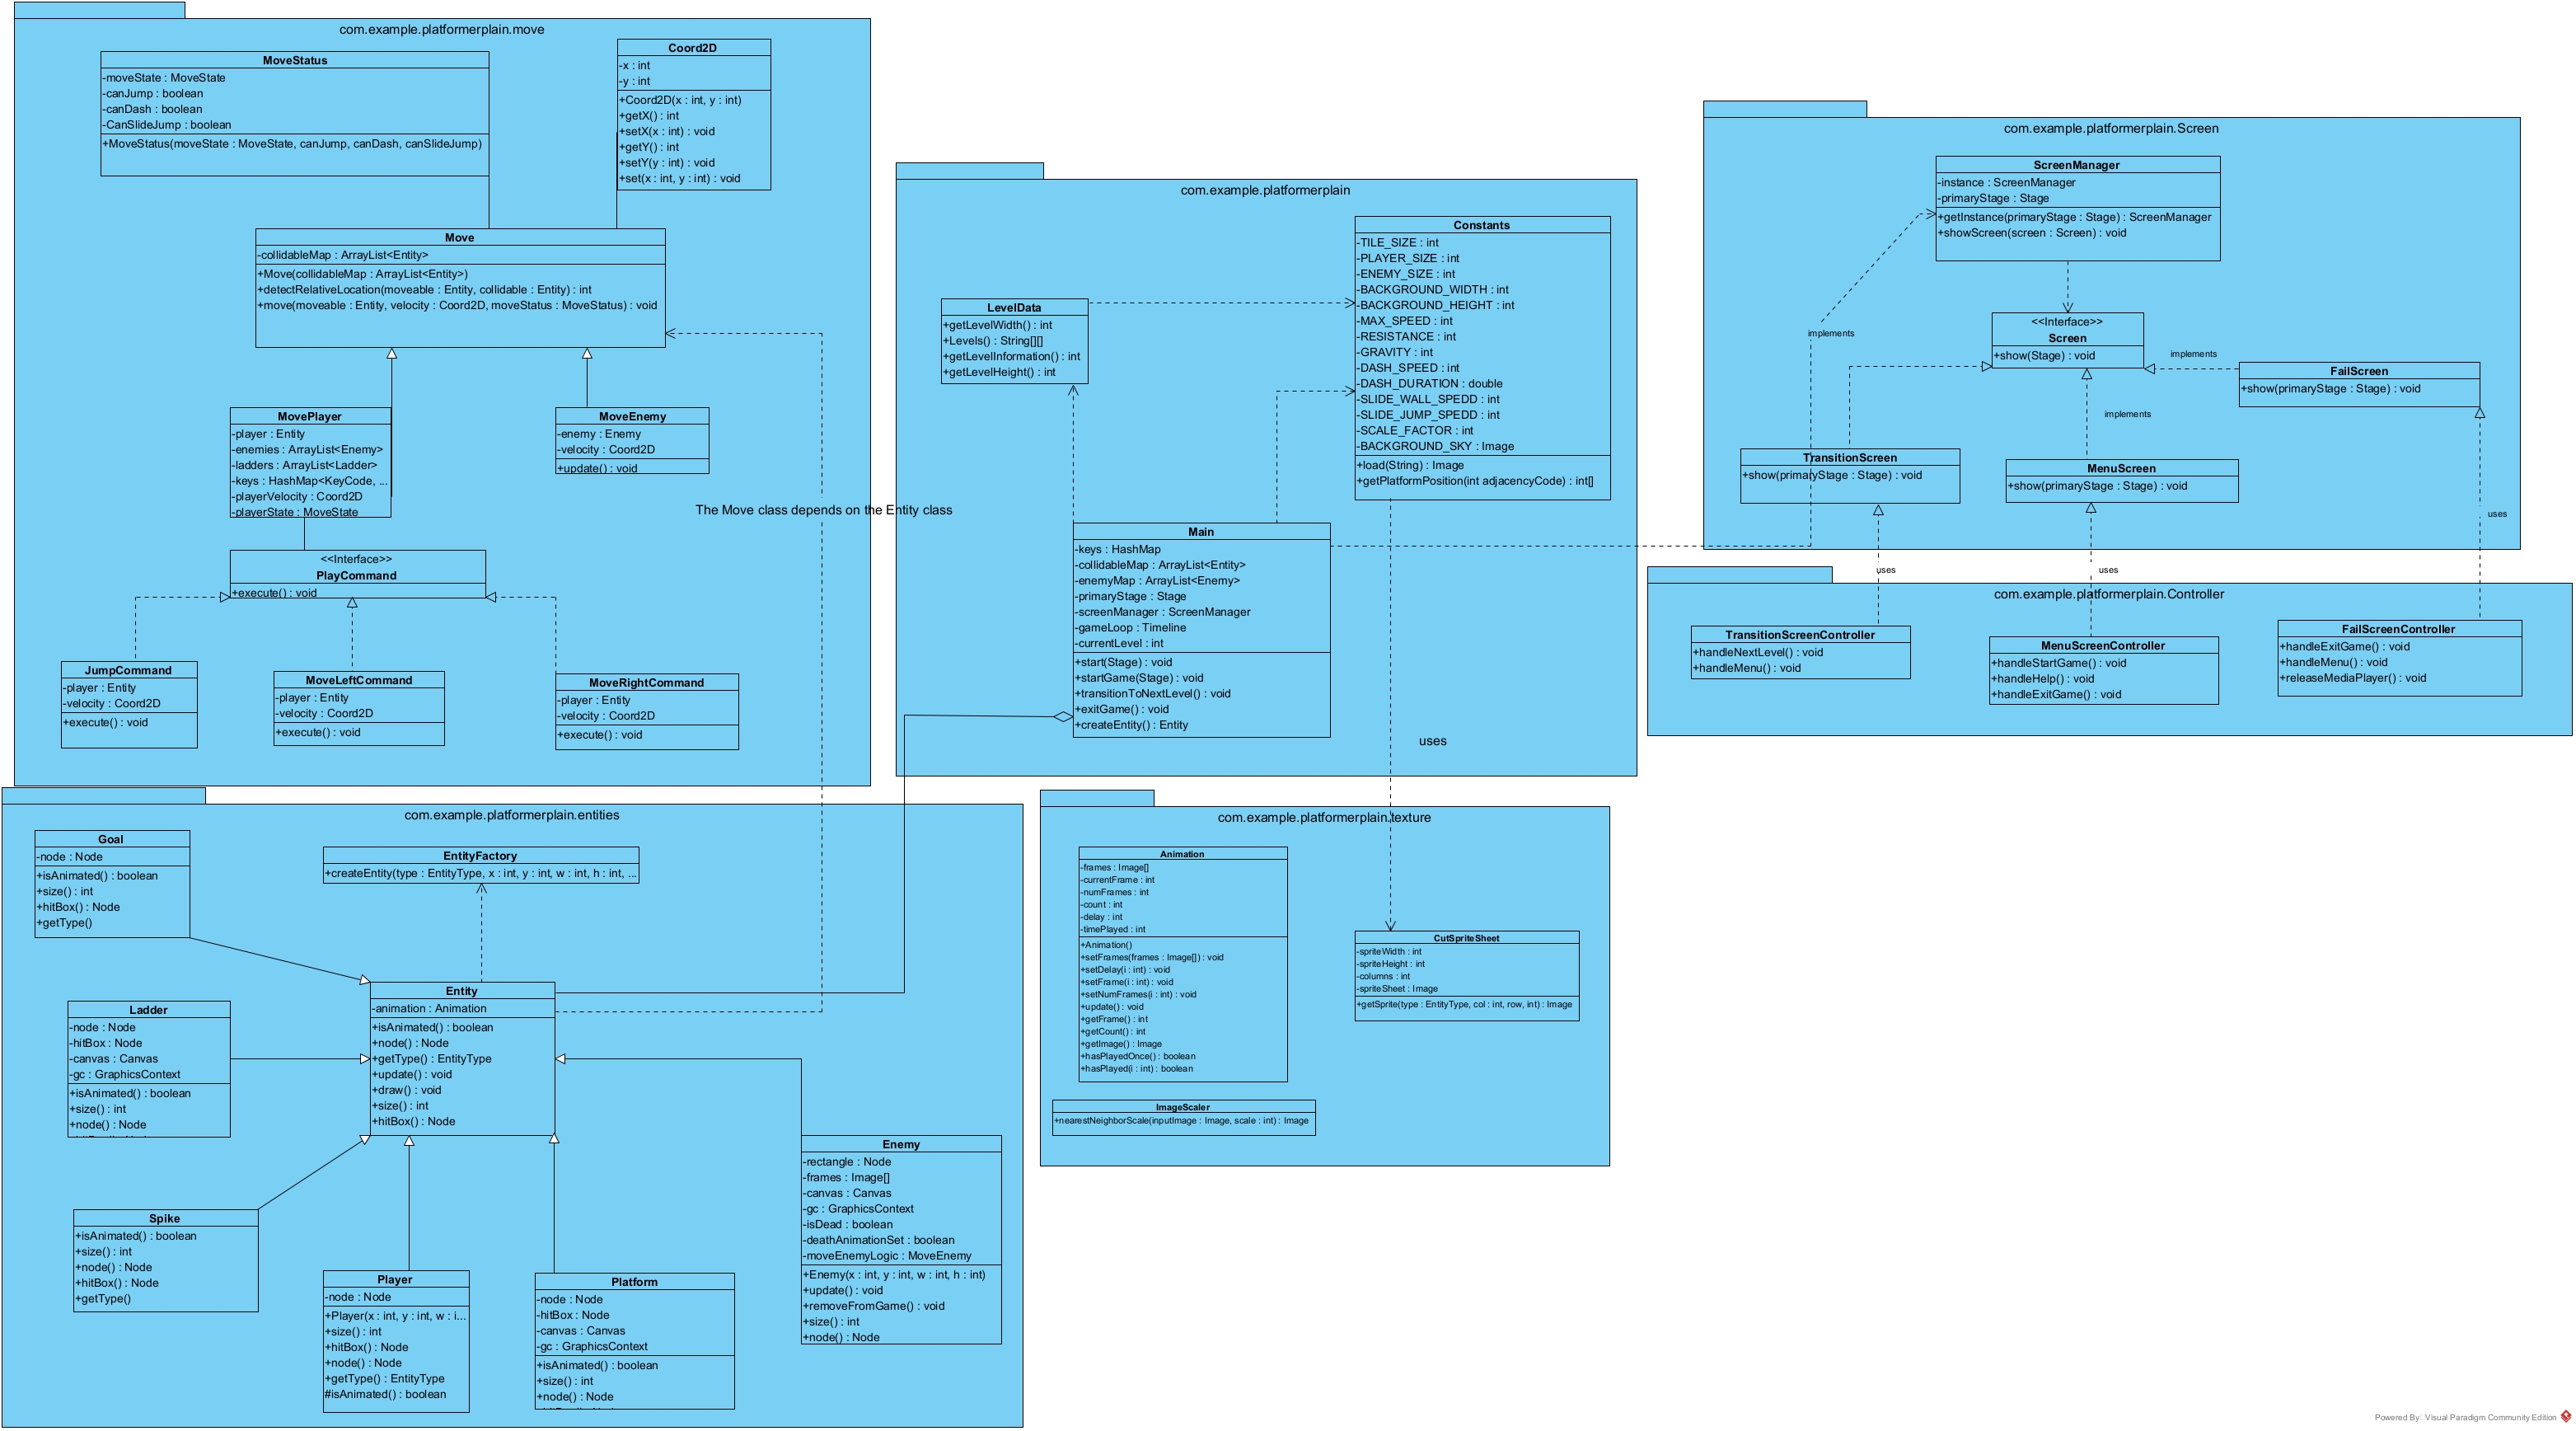 com.example.platformerplain.move
MoveStatus
-moveState : MoveState
-canJump : boolean
-canDash : boolean
-CanSlideJump : boolean
+MoveStatus(moveState : MoveState, canJump, canDash, canSlideJump)
Coord2D
-x : int
-y : int
+Coord2D(x : int, y : int)
+getX() : int
+setX(x : int) : void
+getY() : int
+setY(y : int) : void
+set(x : int, y : int) : void
Move
-collidableMap : ArrayList<Entity>
+Move(collidableMap : ArrayList<Entity>)
+detectRelativeLocation(moveable : Entity, collidable : Entity) : int
+move(moveable : Entity, velocity : Coord2D, moveStatus : MoveStatus) : void
MovePlayer
-player : Entity
-enemies : ArrayList<Enemy>
-ladders : ArrayList<Ladder>
-keys : HashMap<KeyCode, ...
-playerVelocity : Coord2D
-playerState : MoveState
MoveEnemy
-enemy : Enemy
-velocity : Coord2D
+update() : void
The Move class depends on the Entity class
<<Interface>>
PlayCommand
+execute() : void
JumpCommand
-player : Entity
-velocity : Coord2D
+execute() : void
MoveLeftCommand
-player : Entity
-velocity : Coord2D
+execute() : void
MoveRightCommand
-player : Entity
-velocity : Coord2D
+execute() : void
com.example.platformerplain
LevelData
+getLevelWidth() : int
+Levels() : String[][]
+getLevelInformation() : int
+getLevelHeight() : int
Constants
-TILE_SIZE : int
-PLAYER_SIZE : int
-ENEMY_SIZE : int
-BACKGROUND_WIDTH : int
-BACKGROUND_HEIGHT : int
-MAX_SPEED : int
-RESISTANCE : int
-GRAVITY : int
-DASH_SPEED : int
-DASH_DURATION : double
-SLIDE_WALL_SPEDD : int
-SLIDE_JUMP_SPEDD : int
-SCALE_FACTOR : int
-BACKGROUND_SKY : Image
+load(String) : Image
+getPlatformPosition(int adjacencyCode) : int[]
Main
-keys : HashMap
-collidableMap : ArrayList<Entity>
-enemyMap : ArrayList<Enemy>
-primaryStage : Stage
-screenManager : ScreenManager
-gameLoop : Timeline
-currentLevel : int
+start(Stage) : void
+startGame(Stage) : void
+transitionToNextLevel() : void
+exitGame() : void
+createEntity() : Entity
uses
com.example.platformerplain.Screen
ScreenManager
-instance : ScreenManager
-primaryStage : Stage
+getInstance(primaryStage : Stage) : ScreenManager
+showScreen(screen : Screen) : void
<<Interface>>
Screen
+show(Stage) : void
implements
implements
implements
FailScreen
+show(primaryStage : Stage) : void
TransitionScreen
+show(primaryStage : Stage) : void
MenuScreen
+show(primaryStage : Stage) : void
uses
uses
uses
com.example.platformerplain.Controller
TransitionScreenController
+handleNextLevel() : void
+handleMenu() : void
MenuScreenController
+handleStartGame() : void
+handleHelp() : void
+handleExitGame() : void
FailScreenController
+handleExitGame() : void
+handleMenu() : void
+releaseMediaPlayer() : void
com.example.platformerplain.entities
Goal
-node : Node
+isAnimated() : boolean
+size() : int
+hitBox() : Node
+getType()
EntityFactory
+createEntity(type : EntityType, x : int, y : int, w : int, h : int, ...
Ladder
-node : Node
-hitBox : Node
-canvas : Canvas
-gc : GraphicsContext
+isAnimated() : boolean
+size() : int
+node() : Node
Entity
-animation : Animation
+isAnimated() : boolean
+node() : Node
+getType() : EntityType
+update() : void
+draw() : void
+size() : int
+hitBox() : Node
Spike
+isAnimated() : boolean
+size() : int
+node() : Node
+hitBox() : Node
+getType()
Player
-node : Node
+Player(x : int, y : int, w : i...
+size() : int
+hitBox() : Node
+node() : Node
+getType() : EntityType
#isAnimated() : boolean
Platform
-node : Node
-hitBox : Node
-canvas : Canvas
-gc : GraphicsContext
+isAnimated() : boolean
+size() : int
+node() : Node
Enemy
-rectangle : Node
-frames : Image[]
-canvas : Canvas
-gc : GraphicsContext
-isDead : boolean
-deathAnimationSet : boolean
-moveEnemyLogic : MoveEnemy
+Enemy(x : int, y : int, w : int, h : int)
+update() : void
+removeFromGame() : void
+size() : int
+node() : Node
com.example.platformerplain.texture
Animation
-frames : Image[]
-currentFrame : int
-numFrames : int
-count : int
-delay : int
-timePlayed : int
+Animation()
+setFrames(frames : Image[]) : void
+setDelay(i : int) : void
+setFrame(i : int) : void
+setNumFrames(i : int) : void
+update() : void
+getFrame() : int
+getCount() : int
+getImage() : Image
+hasPlayedOnce() : boolean
+hasPlayed(i : int) : boolean
CutSpriteSheet
-spriteWidth : int
-spriteHeight : int
-columns : int
-spriteSheet : Image
+getSprite(type : EntityType, col : int, row, int) : Image
ImageScaler
+nearestNeighborScale(inputImage : Image, scale : int) : Image
Powered By Visual Paradigm Community Edition